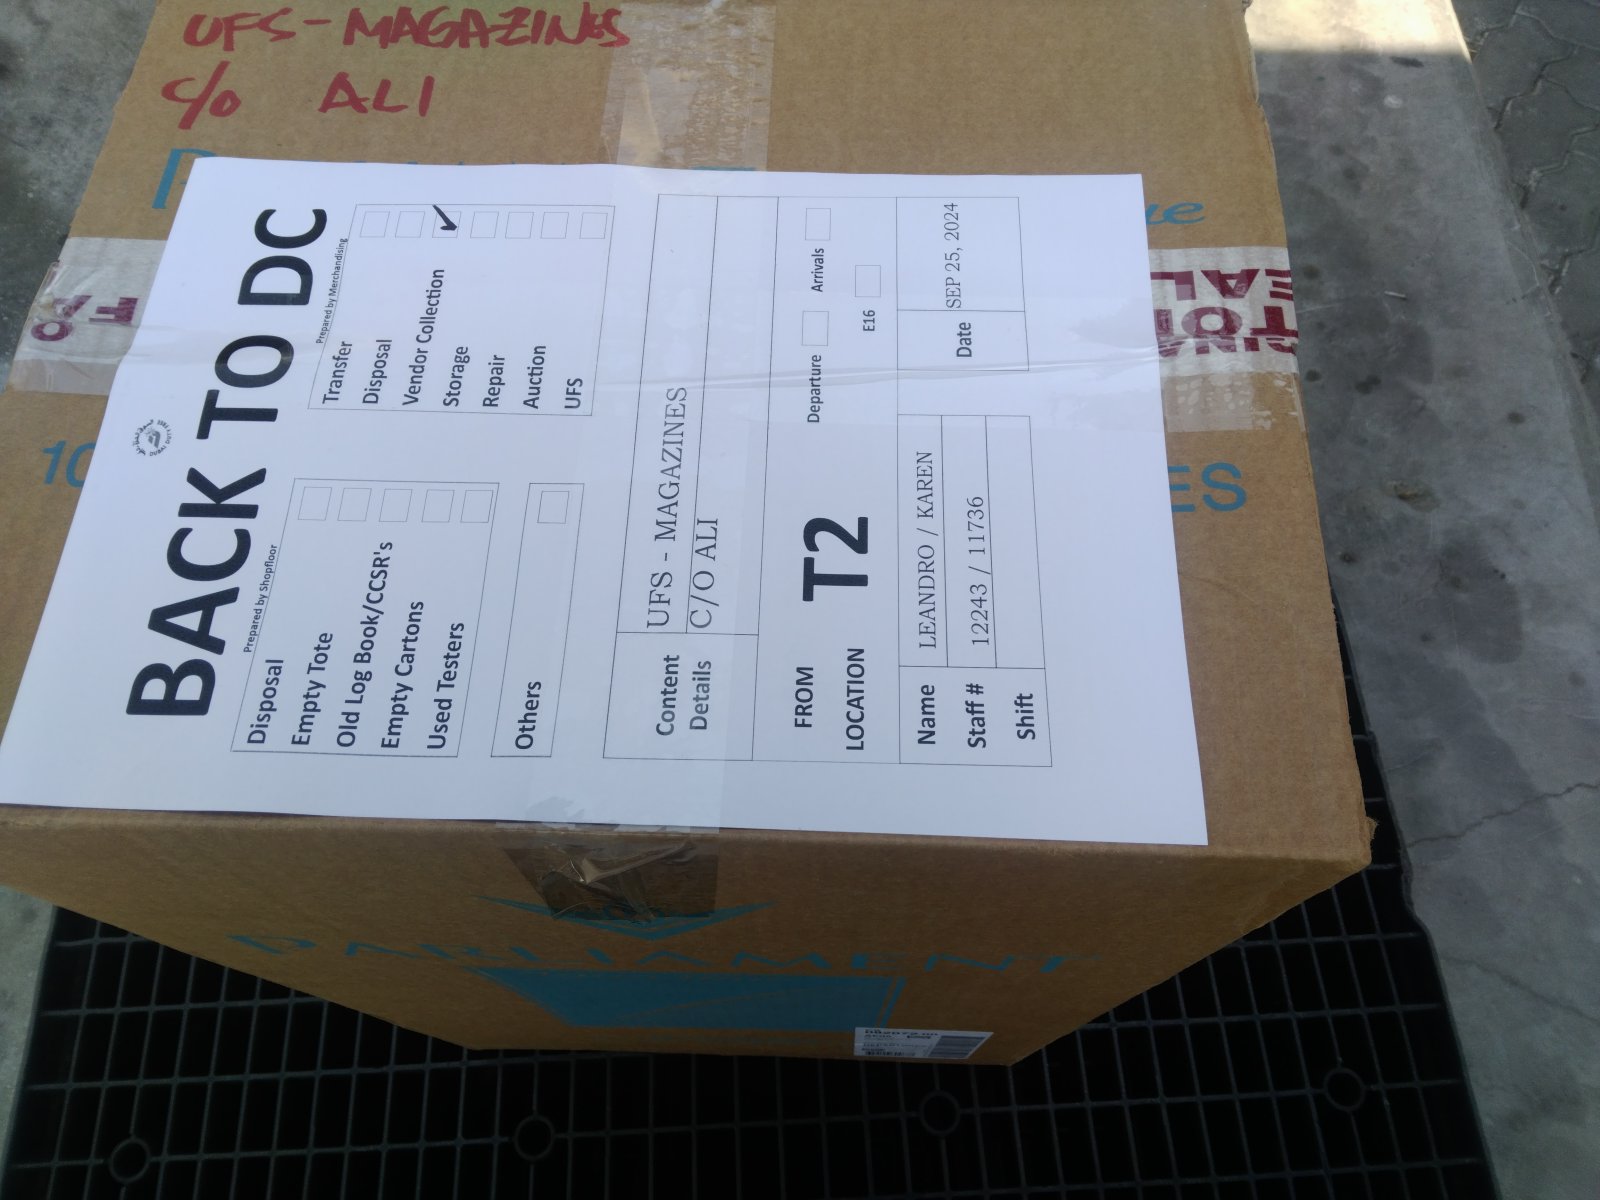 UFS - MAGAZINES
C/O ALI
BACK TO DC
Prepared by Shopfloor
Disposal
Empty Tote
Old Log Book/CCSR's
Empty Cartons
Used Testers
Others
Prepared by Merchandising
Transfer
Disposal
Vendor Collection
Storage
Repair
Auction
UFS
Content Details
UFS - MAGAZINES
C/O ALI
FROM LOCATION
T2
Departure
Arrivals
E16
Name LEANDRO / KAREN
Staff # 12243 / 11736
Shift
Date SEP 25, 2024
PARLIAMENT